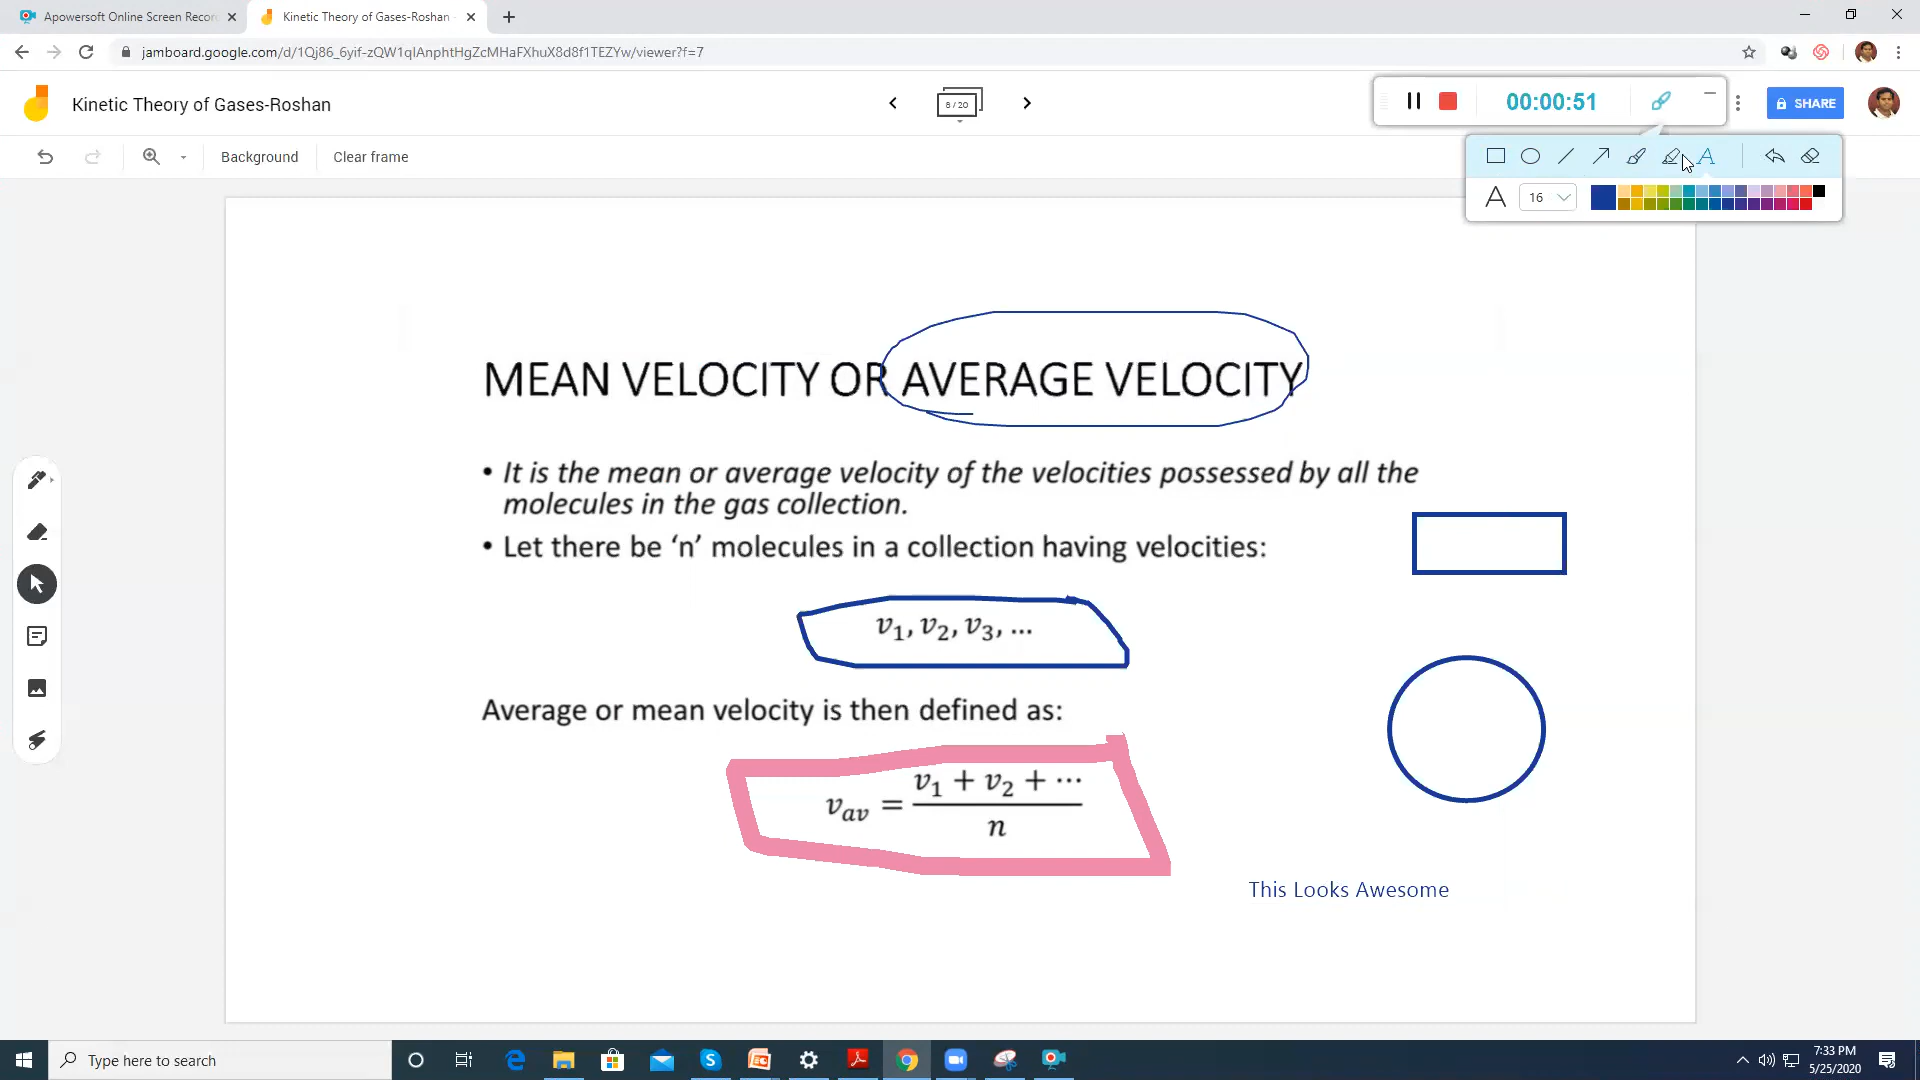 Apowersoft Online Screen Recor
Kinetic Theory of Gases-Roshan
jamboard.google.com/d/1Qj86_6yif-zQW1qIAnphtHgZcMHaFXhuX8d8f1TEZYw/viewer?f=7
Kinetic Theory of Gases-Roshan
8 / 20
00:00:51
SHARE
Background
Clear frame
A
A 16
MEAN VELOCITY OR AVERAGE VELOCITY
• It is the mean or average velocity of the velocities possessed by all the
molecules in the gas collection.
• Let there be ‘n’ molecules in a collection having velocities:
v₁, v₂, v₃, ...
Average or mean velocity is then defined as:
v₁ + v₂ + ⋯
v_av =
n
This Looks Awesome
Type here to search
7:33 PM
5/25/2020